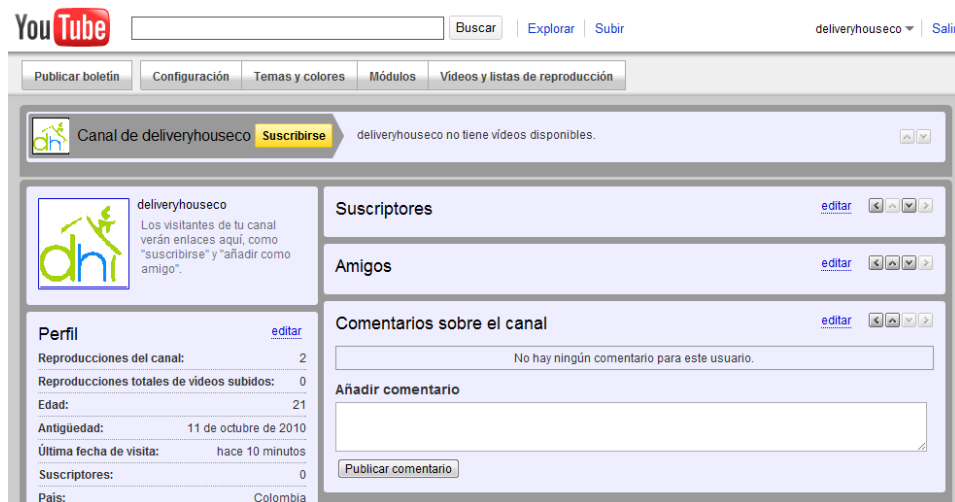 YouTube Buscar Explorar Subir deliveryhouseco
Publicar boletín Configuración Temas y colores Módulos Vídeos y listas de reproducción
dhi Canal de deliveryhouseco Suscribirse deliveryhouseco no tiene vídeos disponibles.
dhi
deliveryhouseco
Los visitantes de tu canal
verán enlaces aquí, como
"suscribirse" y "añadir como
amigo".
Suscriptores editar
Amigos editar
Perfil editar
Reproducciones del canal: 2
Reproducciones totales de vídeos subidos: 0
Edad: 21
Antigüedad: 11 de octubre de 2010
Última fecha de visita: hace 10 minutos
Suscriptores: 0
País: Colombia
Comentarios sobre el canal editar
No hay ningún comentario para este usuario.
Añadir comentario
Publicar comentario